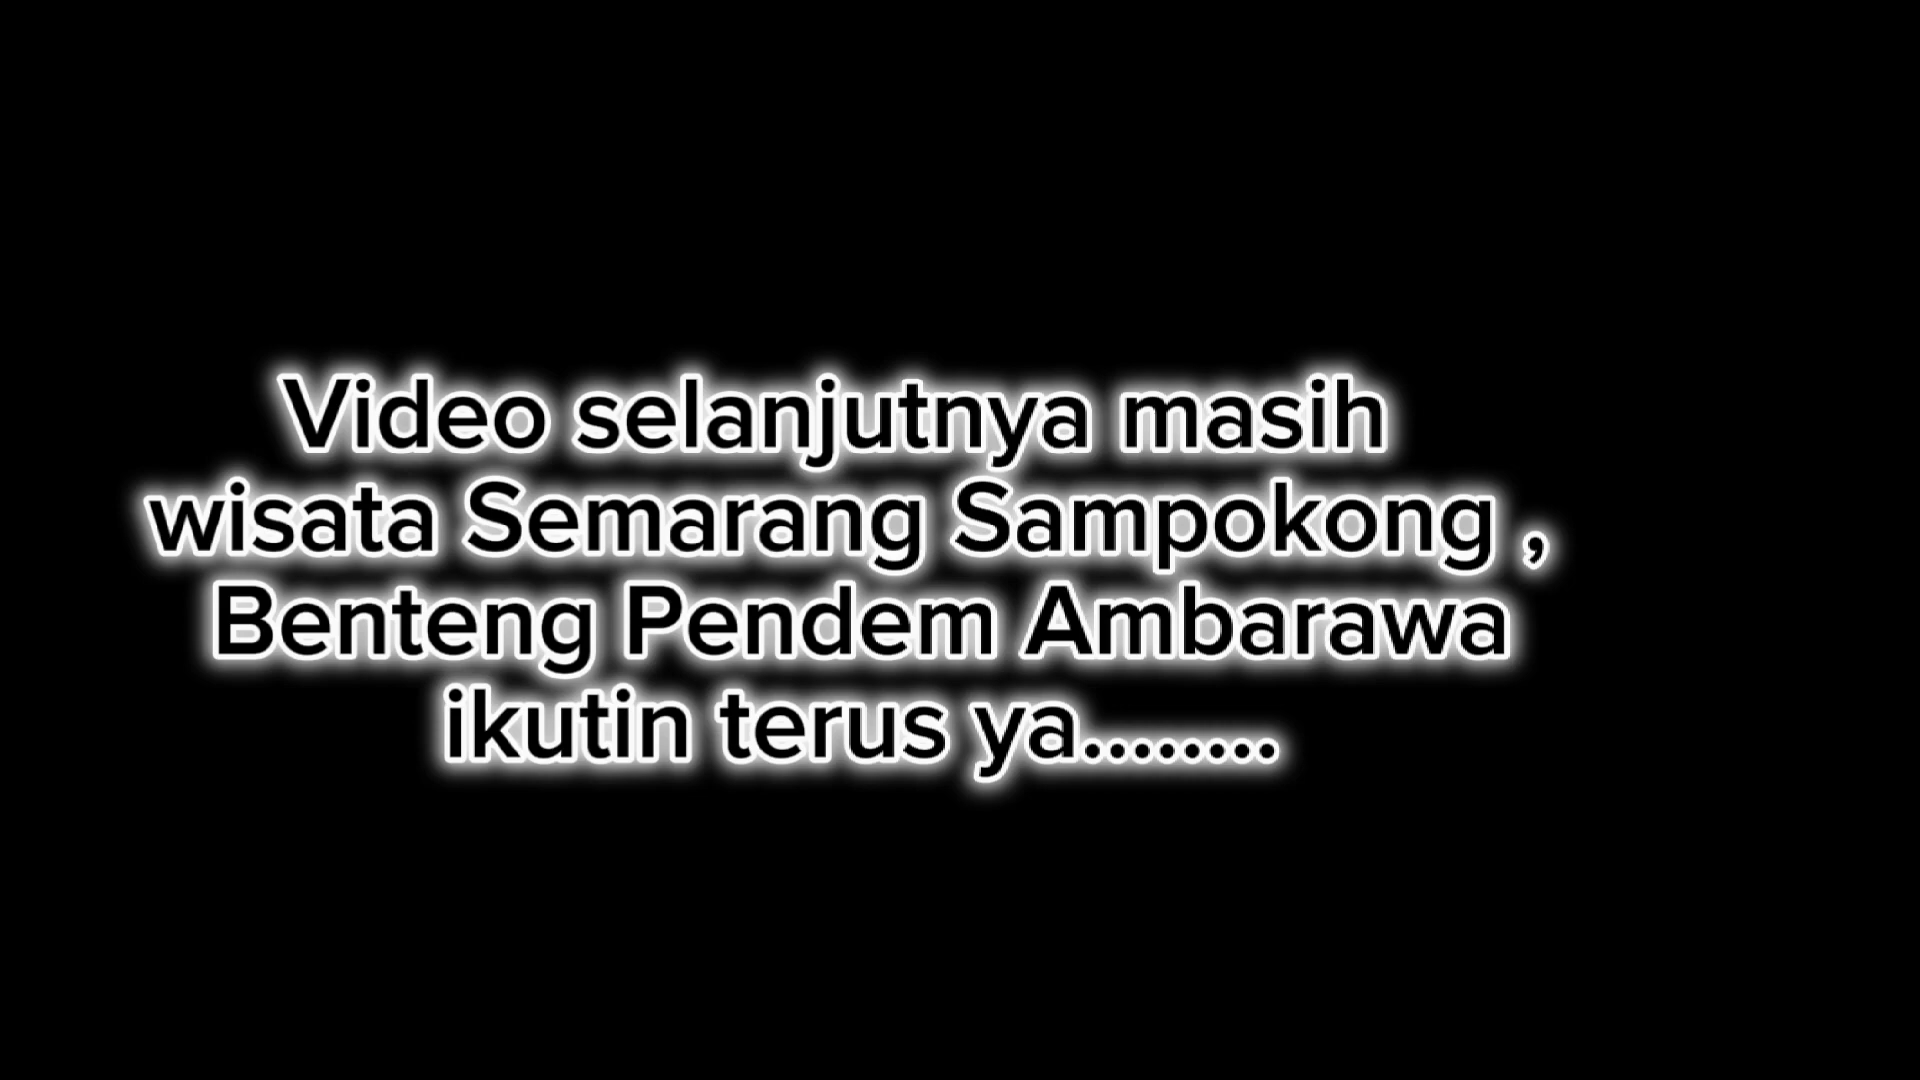 Video selanjutnya masih
wisata Semarang Sampokong ,
Benteng Pendem Ambarawa
ikutin terus ya........